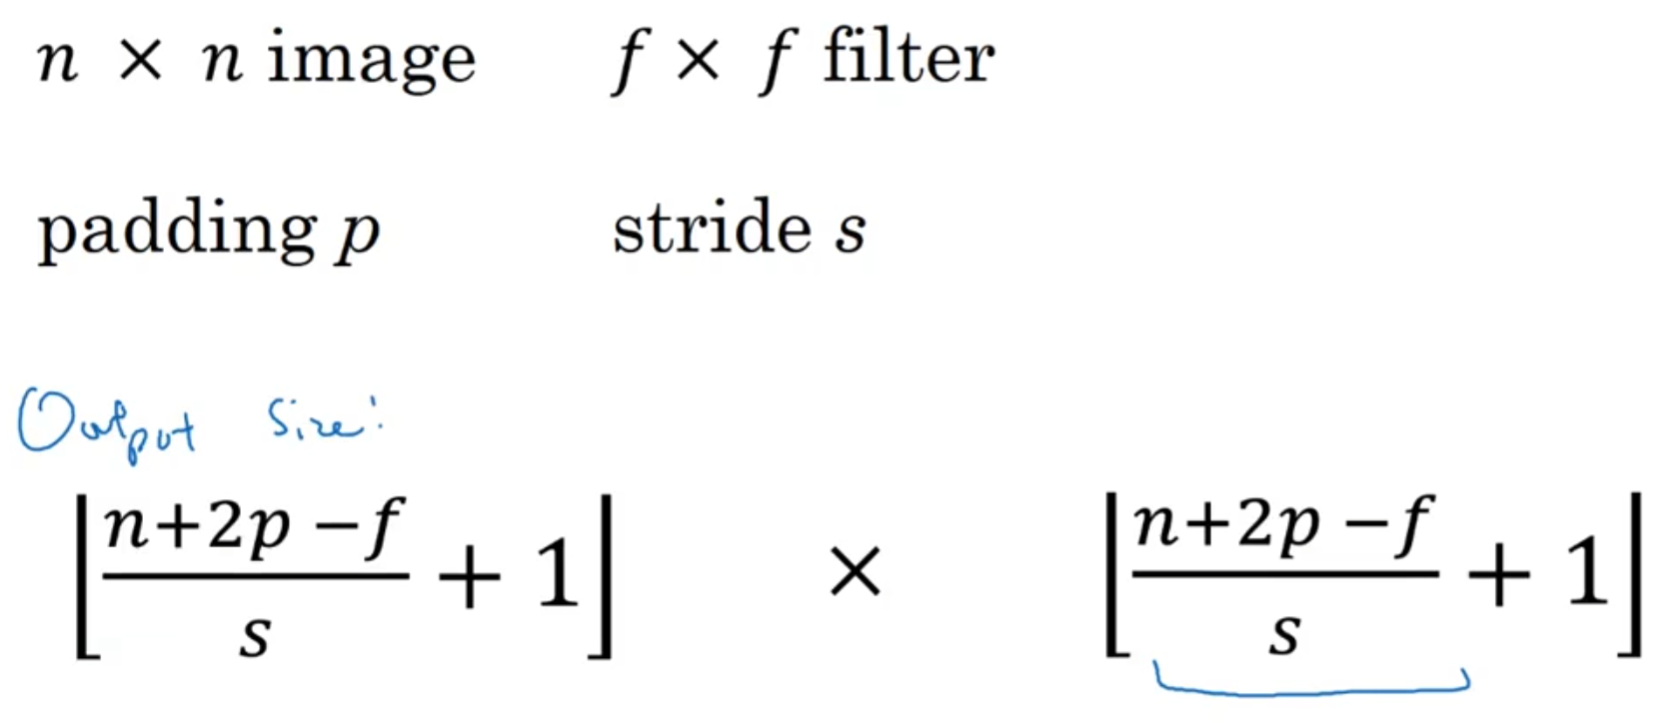 n × n image f × f filter
padding p stride s
Output size:
⌊(n+2p −f)/s + 1⌋ × ⌊(n+2p −f)/s + 1⌋